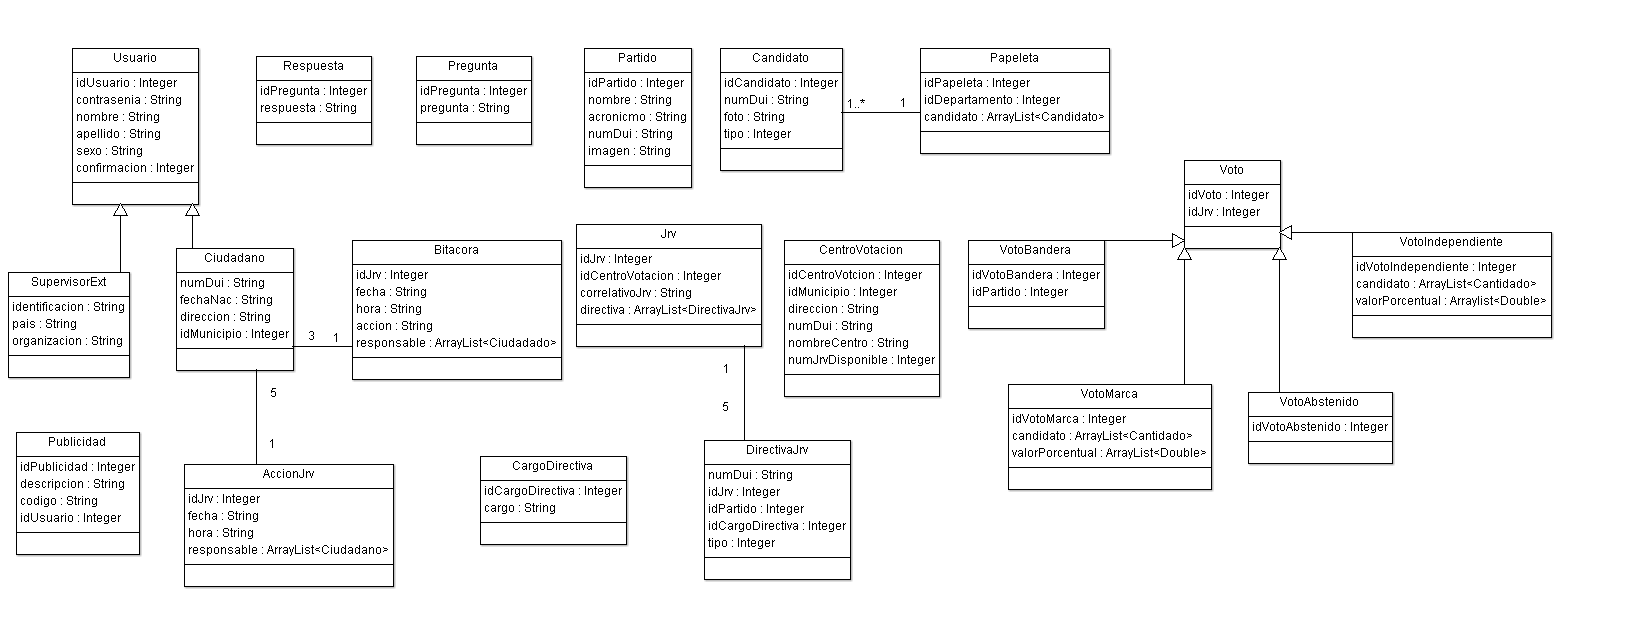 Usuario
idUsuario : Integer
contrasenia : String
nombre : String
apellido : String
sexo : String
confirmacion : Integer
Respuesta
idPregunta : Integer
respuesta : String
Pregunta
idPregunta : Integer
pregunta : String
Partido
idPartido : Integer
nombre : String
acronicmo : String
numDui : String
imagen : String
Candidato
idCandidato : Integer
numDui : String
foto : String
tipo : Integer
1..*
1
Papeleta
idPapeleta : Integer
idDepartamento : Integer
candidato : ArrayList<Candidato>
Voto
idVoto : Integer
idJrv : Integer
SupervisorExt
identificacion : String
pais : String
organizacion : String
Ciudadano
numDui : String
fechaNac : String
direccion : String
idMunicipio : Integer
3
1
Bitacora
idJrv : Integer
fecha : String
hora : String
accion : String
responsable : ArrayList<Ciudadado>
Jrv
idJrv : Integer
idCentroVotacion : Integer
correlativoJrv : String
directiva : ArrayList<DirectivaJrv>
CentroVotacion
idCentroVotcion : Integer
idMunicipio : Integer
direccion : String
numDui : String
nombreCentro : String
numJrvDisponible : Integer
VotoBandera
idVotoBandera : Integer
idPartido : Integer
VotoIndependiente
idVotoIndependiente : Integer
candidato : ArrayList<Cantidado>
valorPorcentual : Arraylist<Double>
5
1
1
5
VotoMarca
idVotoMarca : Integer
candidato : ArrayList<Cantidado>
valorPorcentual : ArrayList<Double>
VotoAbstenido
idVotoAbstenido : Integer
Publicidad
idPublicidad : Integer
descripcion : String
codigo : String
idUsuario : Integer
AccionJrv
idJrv : Integer
fecha : String
hora : String
responsable : ArrayList<Ciudadano>
CargoDirectiva
idCargoDirectiva : Integer
cargo : String
DirectivaJrv
numDui : String
idJrv : Integer
idPartido : Integer
idCargoDirectiva : Integer
tipo : Integer